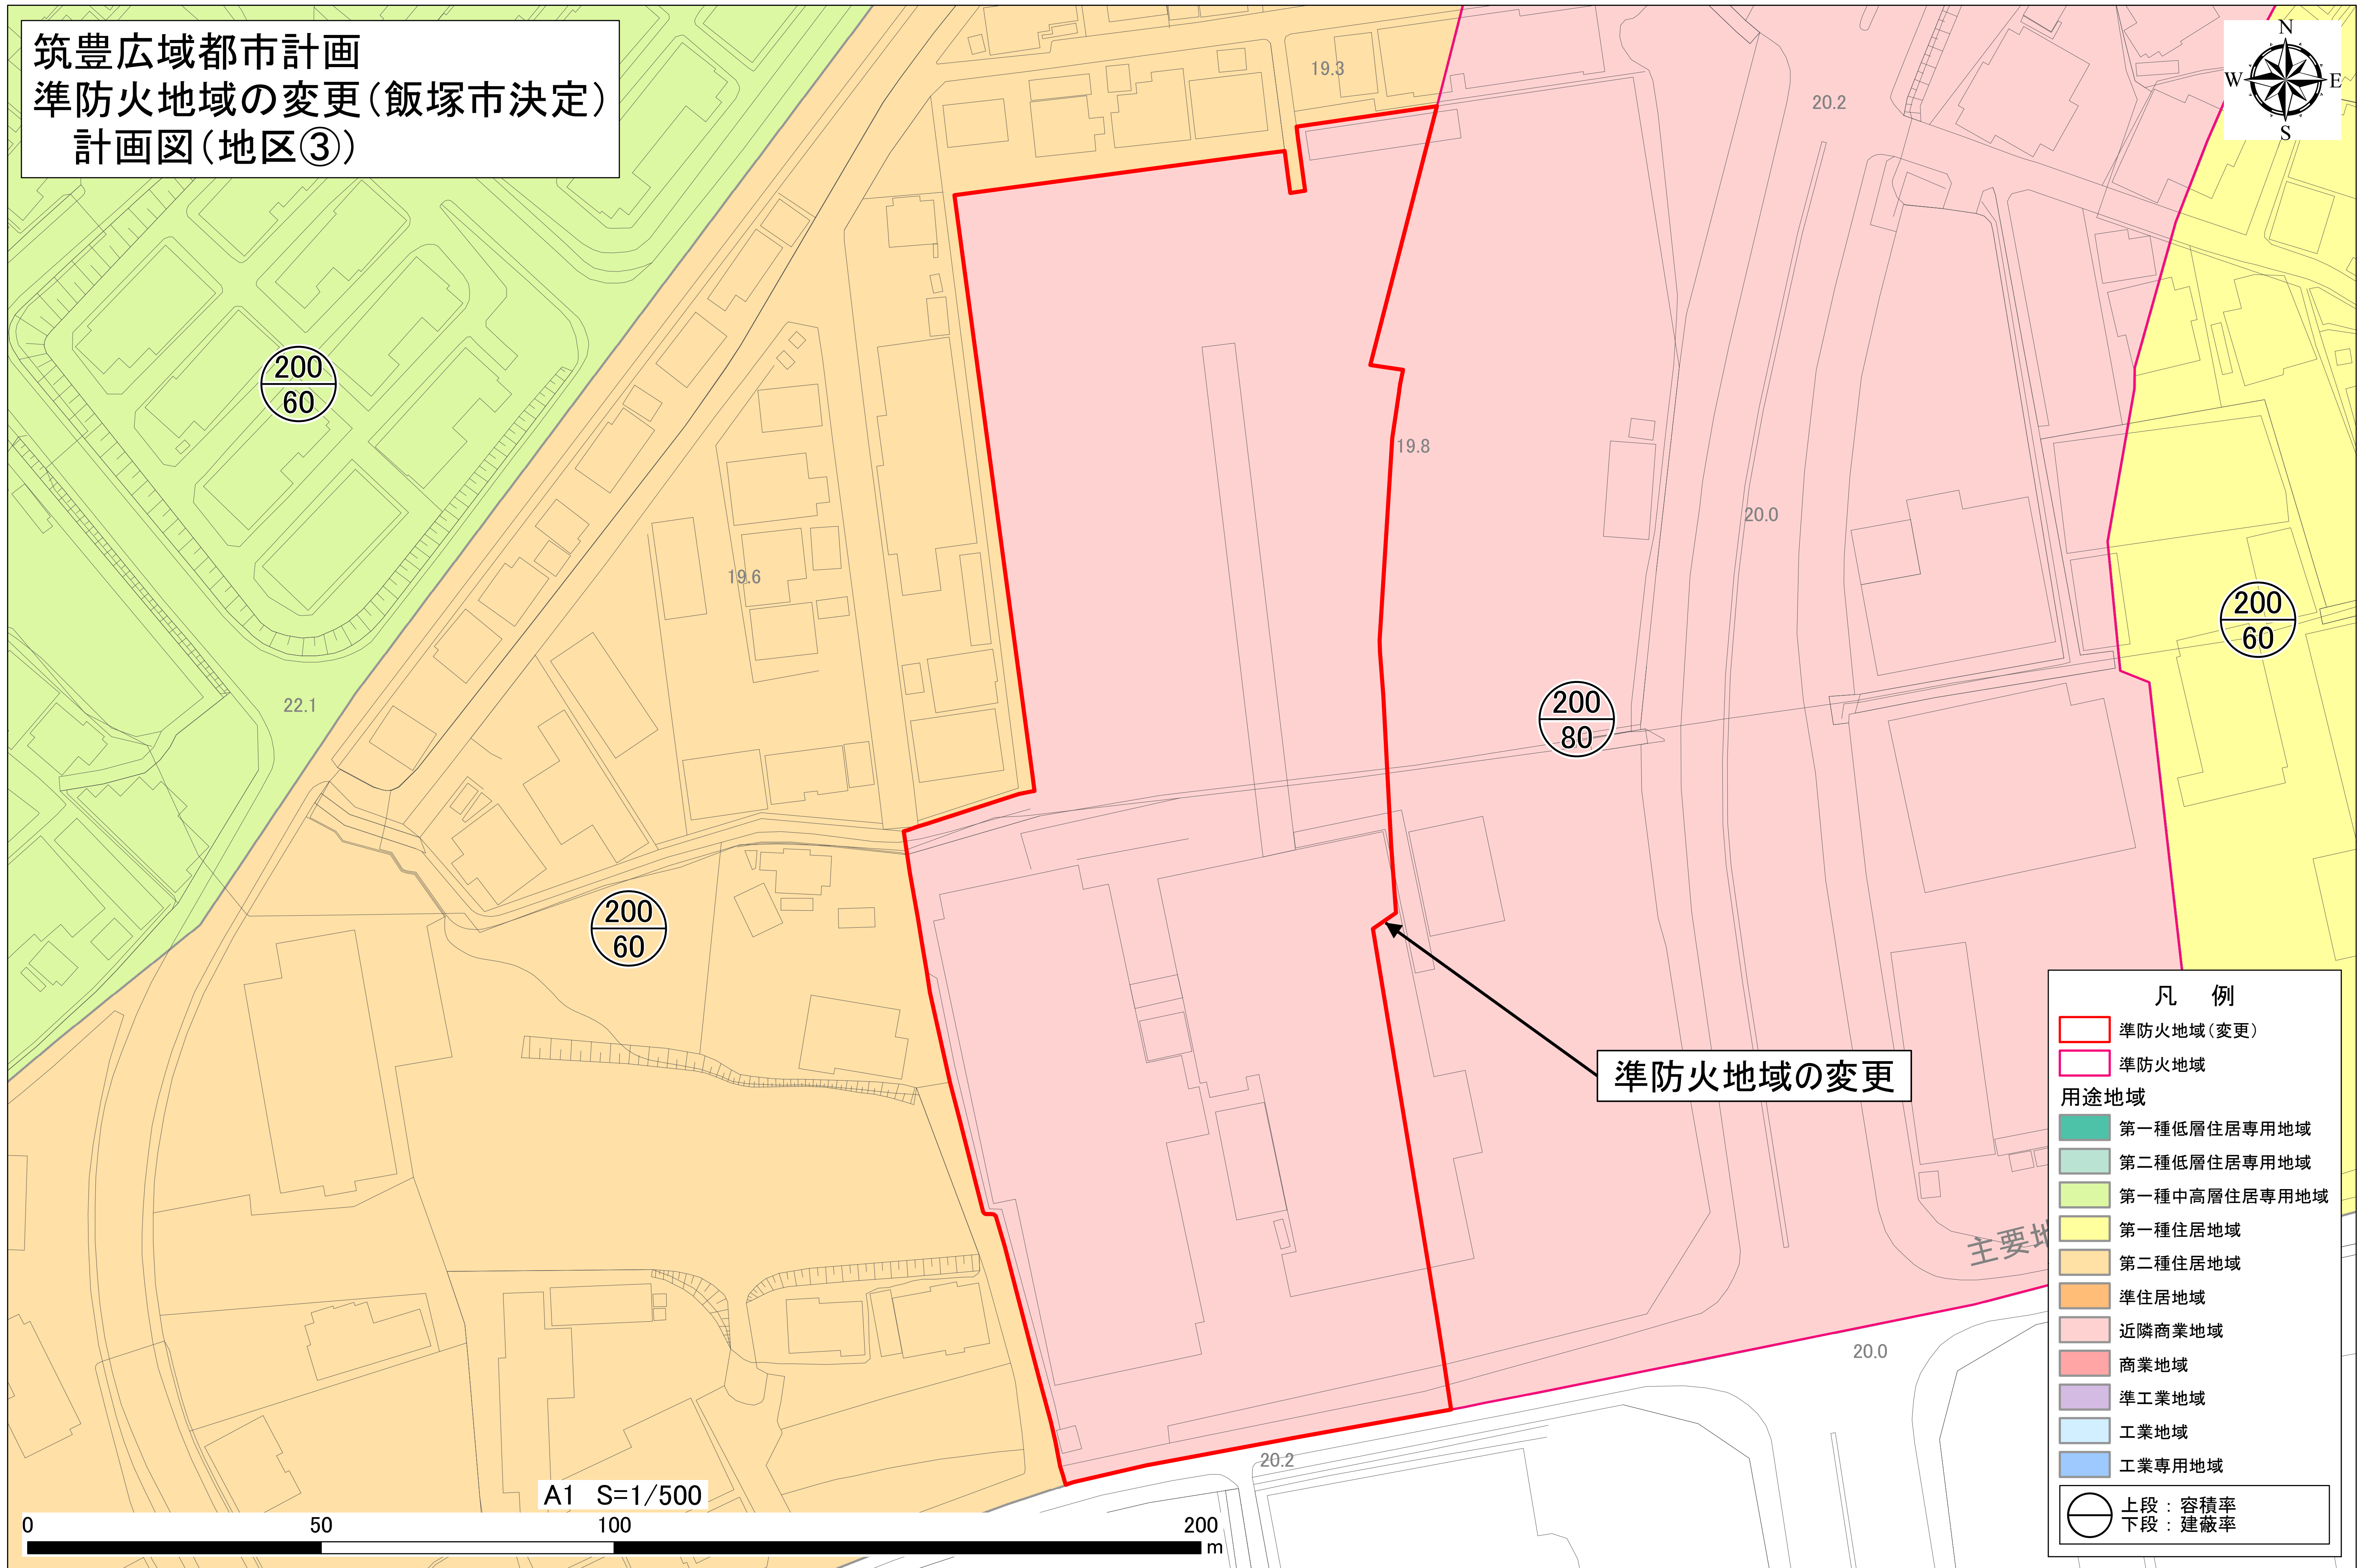 筑豊広域都市計画
準防火地域の変更(飯塚市決定)
計画図(地区③)
N
W E
S
19.3
20.2
200
60
19.8
20.0
19.6
200
60
22.1
200
80
200
60
準防火地域の変更
主要地
20.0
20.2
凡 例
準防火地域(変更)
準防火地域
用途地域
第一種低層住居専用地域
第二種低層住居専用地域
第一種中高層住居専用地域
第一種住居地域
第二種住居地域
準住居地域
近隣商業地域
商業地域
準工業地域
工業地域
工業専用地域
上段:容積率
下段:建蔽率
A1 S=1/500
0 50 100 200
m